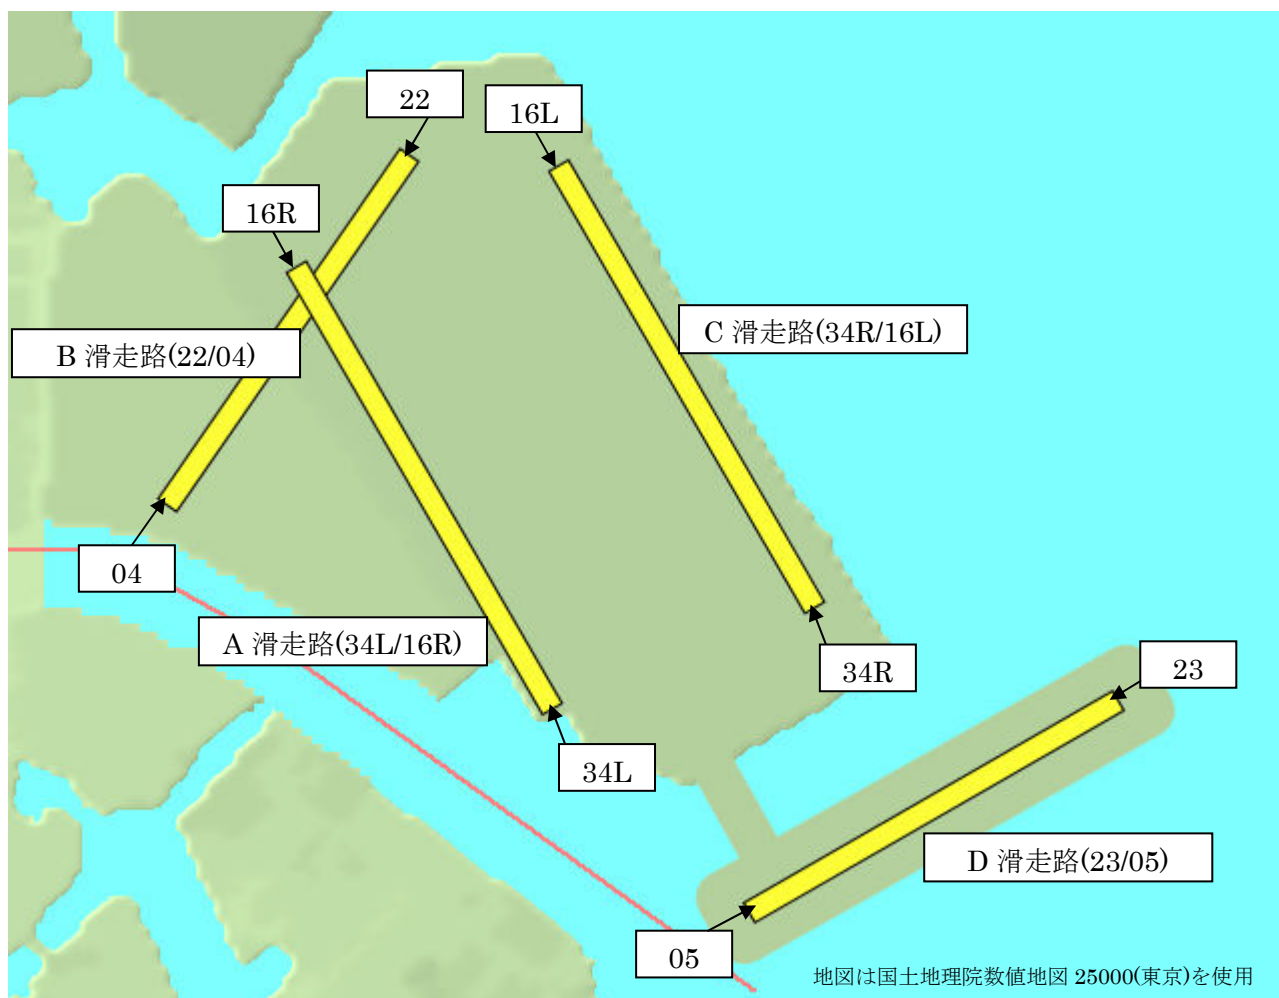 22
16L
16R
C 滑走路(34R/16L)
B 滑走路(22/04)
04
A 滑走路(34L/16R)
34R
23
34L
D 滑走路(23/05)
05
地図は国土地理院数値地図 25000(東京)を使用